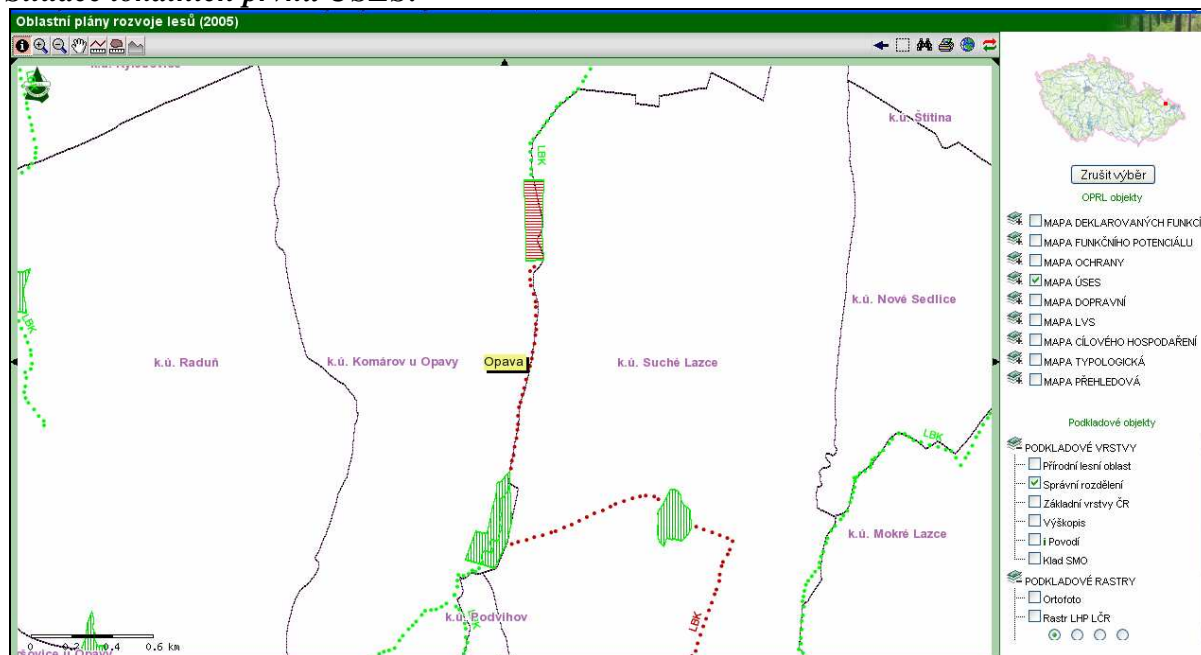 Oblastní plány rozvoje lesů (2005)
k.ú. Štítina
LBK
LBK
k.ú. Nové Sedlice
k.ú. Raduň
k.ú. Komárov u Opavy
Opava
k.ú. Suché Lazce
LBK
k.ú. Mokré Lazce
LBK
k.ú. Podvihov
LBK
0 0.2 0.4 0.6 km
u Opavy
Zrušit výběr
OPRL objekty
MAPA DEKLAROVANÝCH FUNKCÍ
MAPA FUNKČNÍHO POTENCIÁLU
MAPA OCHRANY
MAPA ÚSES
MAPA DOPRAVNÍ
MAPA LVS
MAPA CÍLOVÉHO HOSPODAŘENÍ
MAPA TYPOLOGICKÁ
MAPA PŘEHLEDOVÁ
Podkladové objekty
PODKLADOVÉ VRSTVY
Přírodní lesní oblast
Správní rozdělení
Základní vrstvy ČR
Výškopis
i Povodí
Klad SMO
PODKLADOVÉ RASTRY
Ortofoto
Rastr LHP LČR